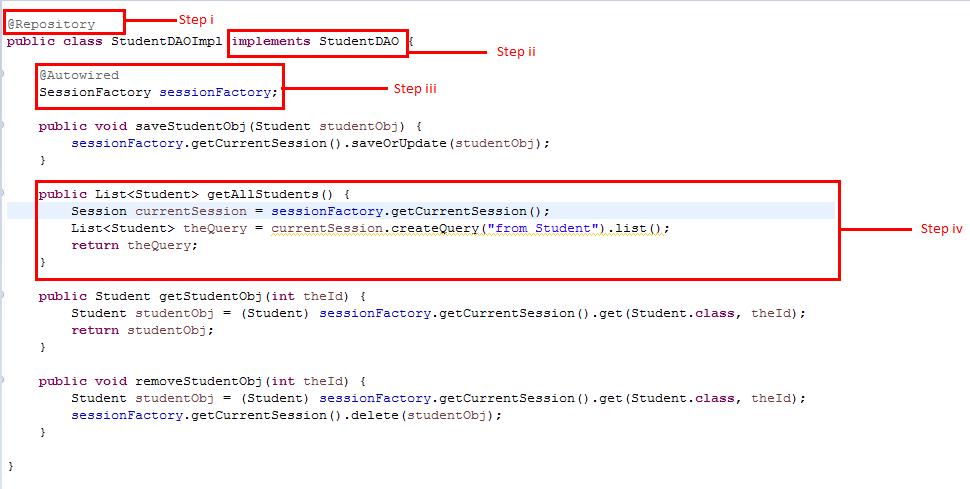 @Repository Step i
public class StudentDAOImpl implements StudentDAO {
Step ii
@Autowired
SessionFactory sessionFactory; Step iii
public void saveStudentObj(Student studentObj) {
sessionFactory.getCurrentSession().saveOrUpdate(studentObj);
}
public List<Student> getAllStudents() {
Session currentSession = sessionFactory.getCurrentSession();
List<Student> theQuery = currentSession.createQuery("from Student").list(); Step iv
return theQuery;
}
public Student getStudentObj(int theId) {
Student studentObj = (Student) sessionFactory.getCurrentSession().get(Student.class, theId);
return studentObj;
}
public void removeStudentObj(int theId) {
Student studentObj = (Student) sessionFactory.getCurrentSession().get(Student.class, theId);
sessionFactory.getCurrentSession().delete(studentObj);
}
}